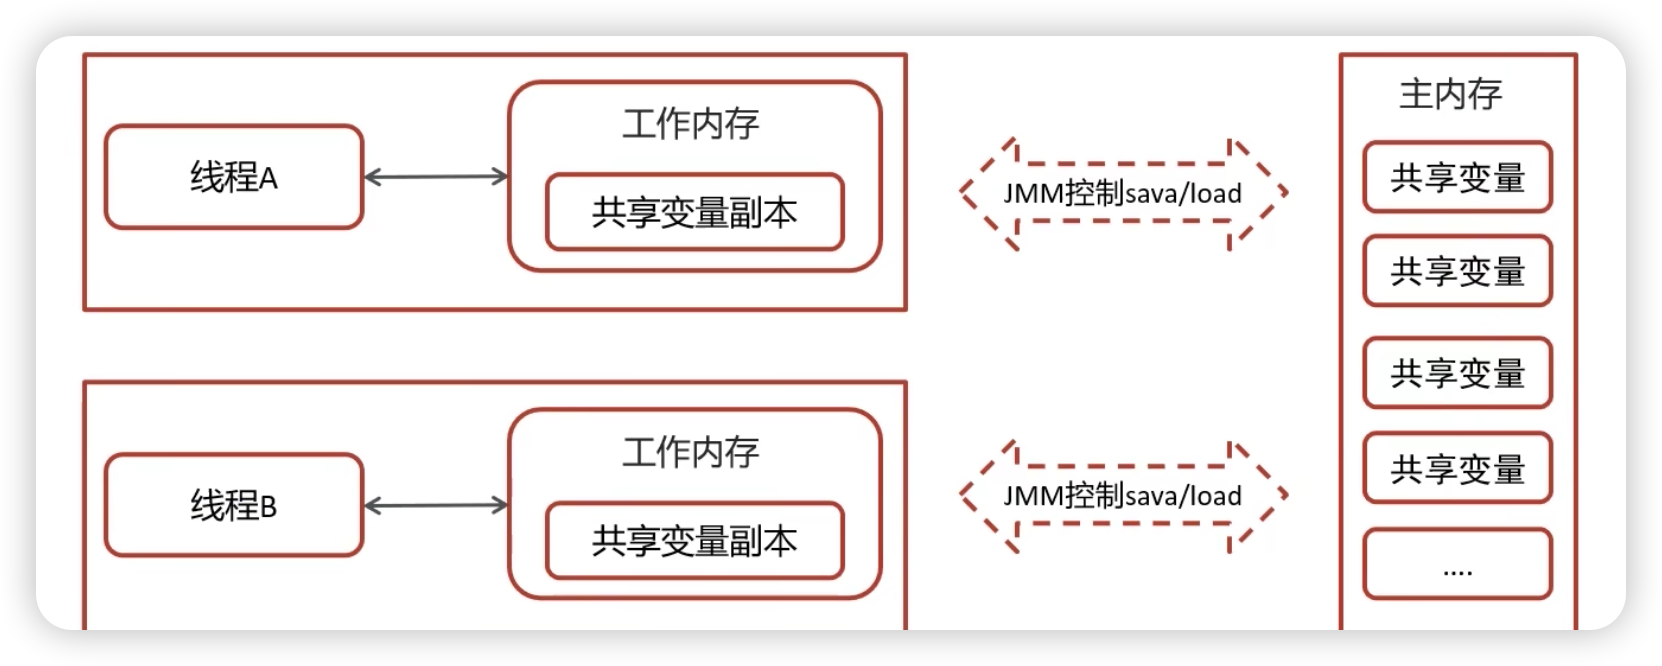 工作内存
线程A
共享变量副本
JMM控制sava/load
工作内存
线程B
共享变量副本
JMM控制sava/load
主内存
共享变量
共享变量
共享变量
共享变量
....